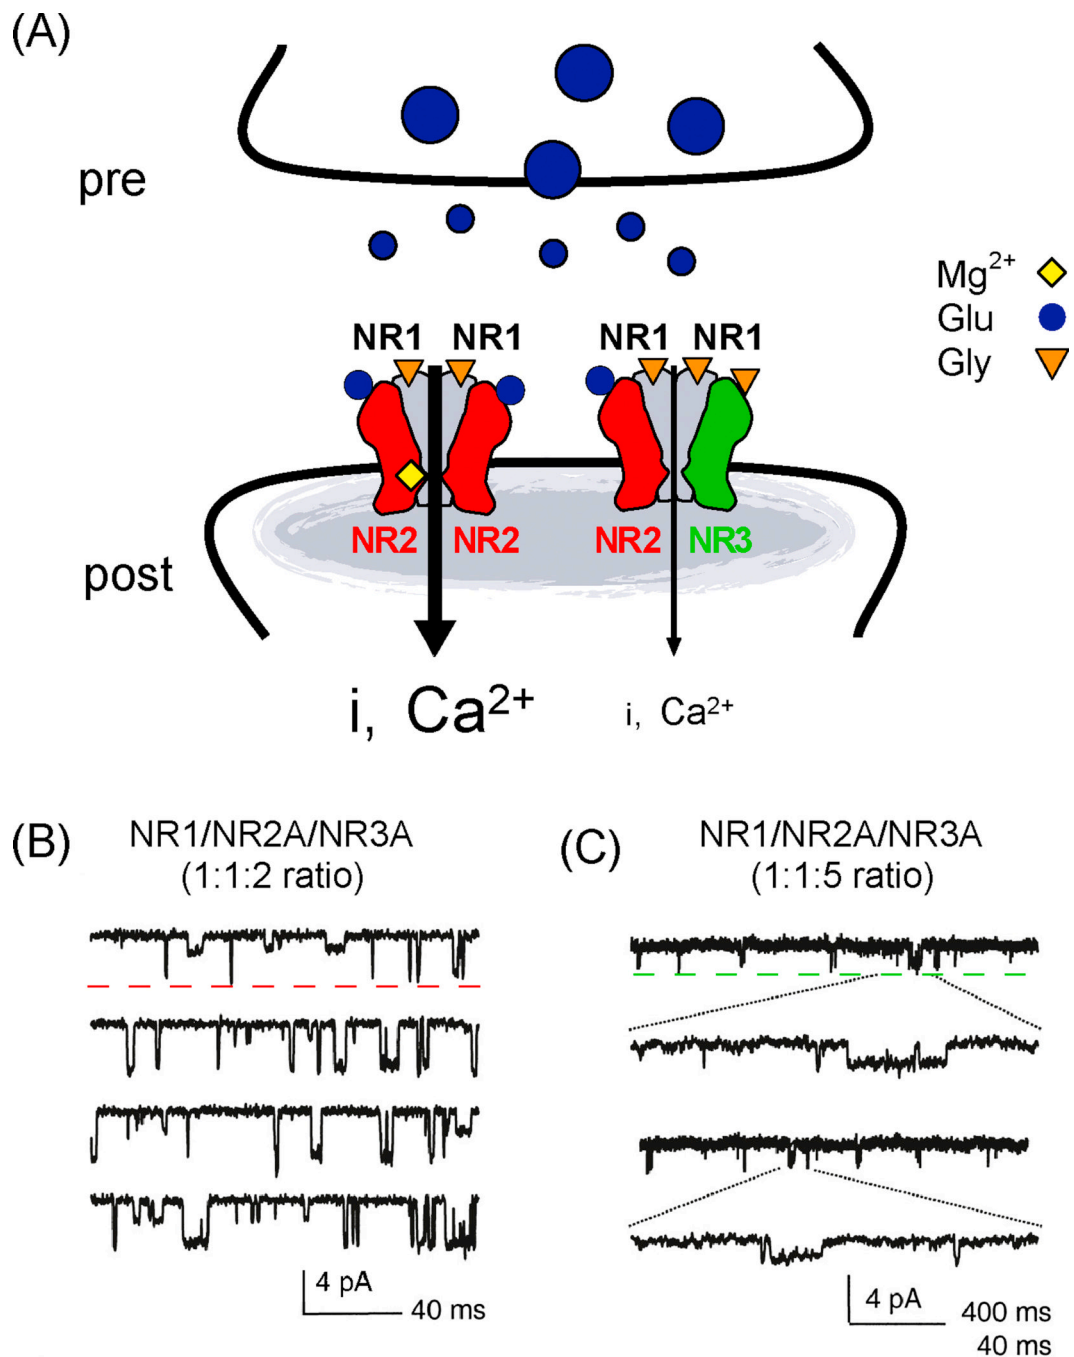 (A)
pre
Mg²⁺
Glu
Gly
NR1 NR1 NR1 NR1
NR2 NR2 NR2 NR3
post
i, Ca²⁺ i, Ca²⁺
(B) NR1/NR2A/NR3A
(1:1:2 ratio)
(C) NR1/NR2A/NR3A
(1:1:5 ratio)
4 pA
40 ms
4 pA
400 ms
40 ms